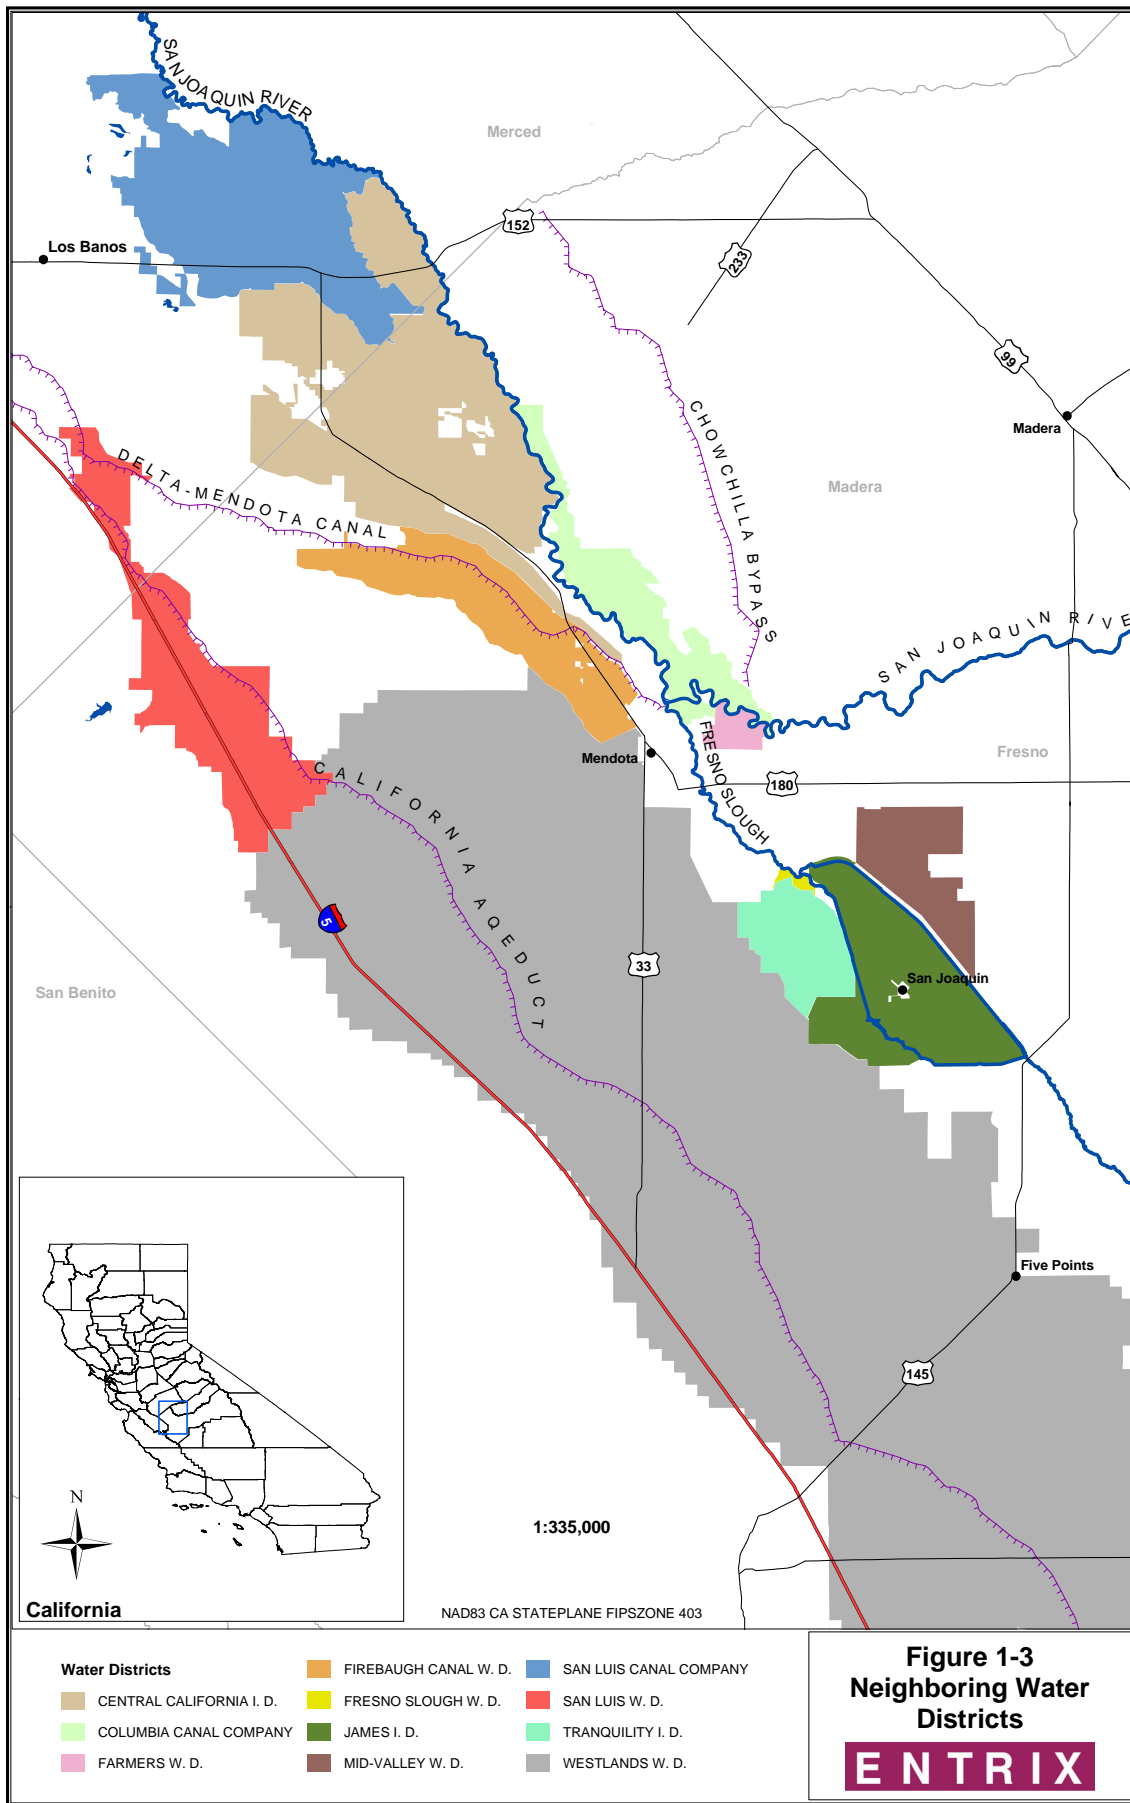 SAN JOAQUIN RIVER
Merced
152
Los Banos
233
99
Madera
CHOWCHILLA BYPASS
Madera
DELTA-MENDOTA CANAL
SAN JOAQUIN RIVE
FRESNO SLOUGH
Fresno
Mendota
180
CALIFORNIA AQEDUCT
5
33
San Joaquin
San Benito
Five Points
145
N
California
1:335,000
NAD83 CA STATEPLANE FIPSZONE 403
Water Districts
CENTRAL CALIFORNIA I. D.
COLUMBIA CANAL COMPANY
FARMERS W. D.
FIREBAUGH CANAL W. D.
FRESNO SLOUGH W. D.
JAMES I. D.
MID-VALLEY W. D.
SAN LUIS CANAL COMPANY
SAN LUIS W. D.
TRANQUILITY I. D.
WESTLANDS W. D.
Figure 1-3
Neighboring Water
Districts
ENTRIX